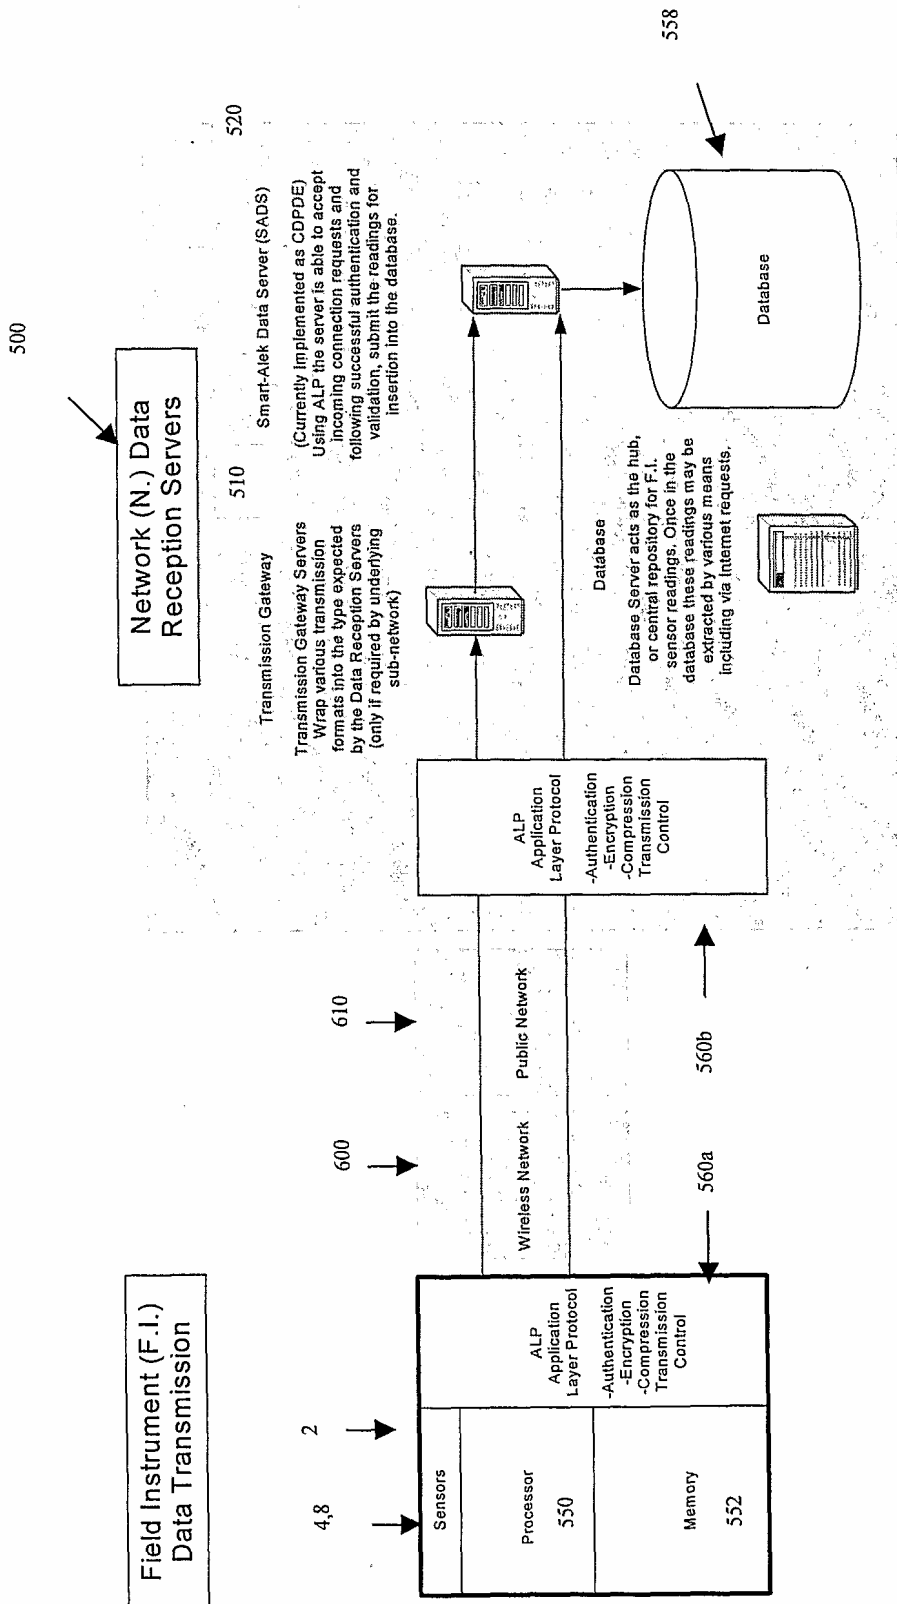 500
Network (N.) Data
Reception Servers
510
520
Transmission Gateway
Transmission Gateway Servers
Wrap various transmission
formats into the type expected
by the Data Reception Servers
(only if required by underlying
sub-network)
Smart-Alek Data Server (SADS)
(Currently implemented as CDPDE)
Using ALP the server is able to accept
incoming connection requests and
following successful authentication and
validation, submit the readings for
insertion into the database.
Field Instrument (F.I.)
Data Transmission
4,8
2
600
610
Sensors
Processor
550
Memory
552
ALP
Application
Layer Protocol
-Authentication
-Encryption
-Compression
Transmission
Control
Wireless Network
Public Network
560a
560b
ALP
Application
Layer Protocol
-Authentication
-Encryption
-Compression
Transmission
Control
Database
Database Server acts as the hub,
or central repository for F.I.
sensor readings. Once in the
database these readings may be
extracted by various means
including via Internet requests.
Database
558